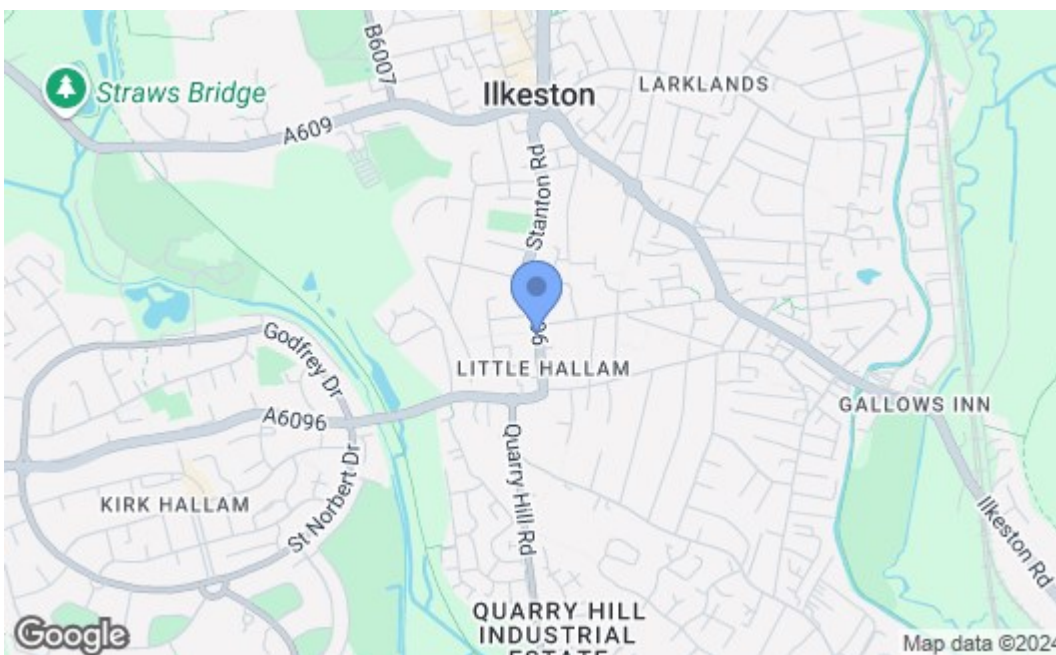 B6007
LARKLANDS
Ilkeston
Straws Bridge
A609
Stanton Rd
Godfrey Dr
LITTLE HALLAM
A6096
GALLOWS INN
Quarry Hill Rd
KIRK HALLAM
St Norbert Dr
Ilkeston Rd
QUARRY HILL
INDUSTRIAL
ESTATE
Google
Map data ©2024